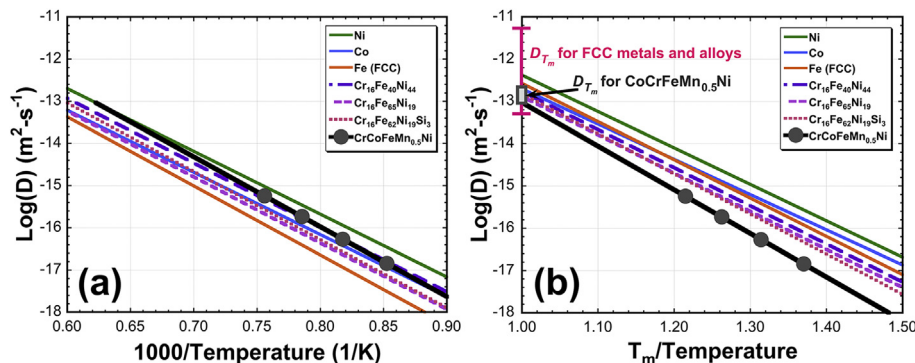 -11
-12
-13
-14
-15
-16
-17
-18
Log(D) (m²-s⁻¹)
Ni
Co
Fe (FCC)
Cr₁₆Fe₄₀Ni₄₄
Cr₁₆Fe₆₅Ni₁₉
Cr₁₆Fe₆₂Ni₁₉Si₃
CrCoFeMn₀.₅Ni
(a)
0.60 0.65 0.70 0.75 0.80 0.85 0.90
1000/Temperature (1/K)
-11
-12
-13
-14
-15
-16
-17
-18
Log(D) (m²-s⁻¹)
D_Tm for FCC metals and alloys
D_Tm for CoCrFeMn₀.₅Ni
Ni
Co
Fe (FCC)
Cr₁₆Fe₄₀Ni₄₄
Cr₁₆Fe₆₅Ni₁₉
Cr₁₆Fe₆₂Ni₁₉Si₃
CrCoFeMn₀.₅Ni
(b)
1.00 1.10 1.20 1.30 1.40 1.50
Tₘ/Temperature